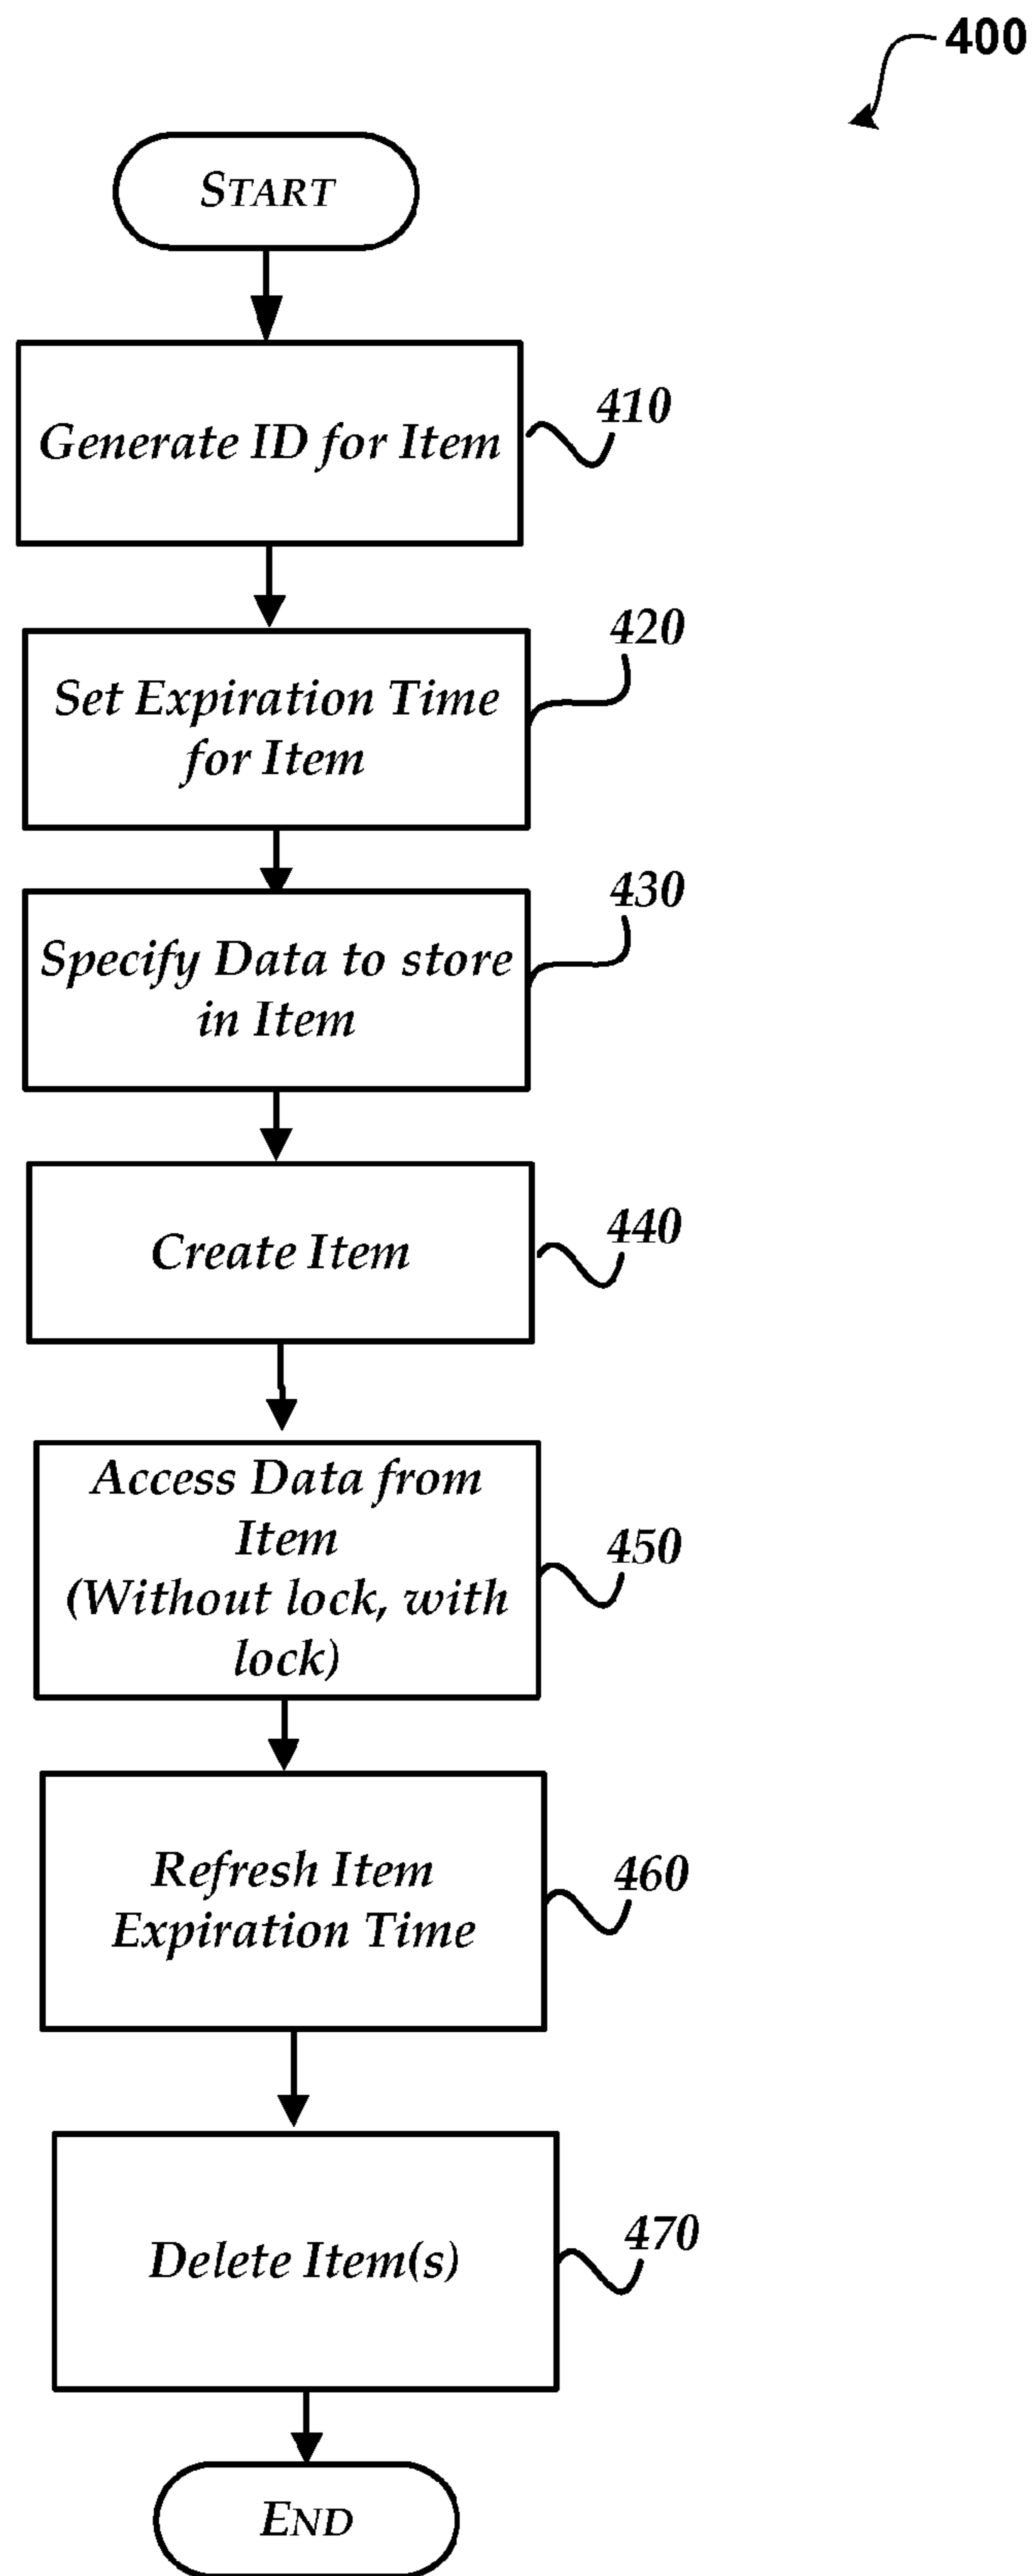 400
START
Generate ID for Item
410
Set Expiration Time
for Item
420
Specify Data to store
in Item
430
Create Item
440
Access Data from
Item
(Without lock, with
lock)
450
Refresh Item
Expiration Time
460
Delete Item(s)
470
END